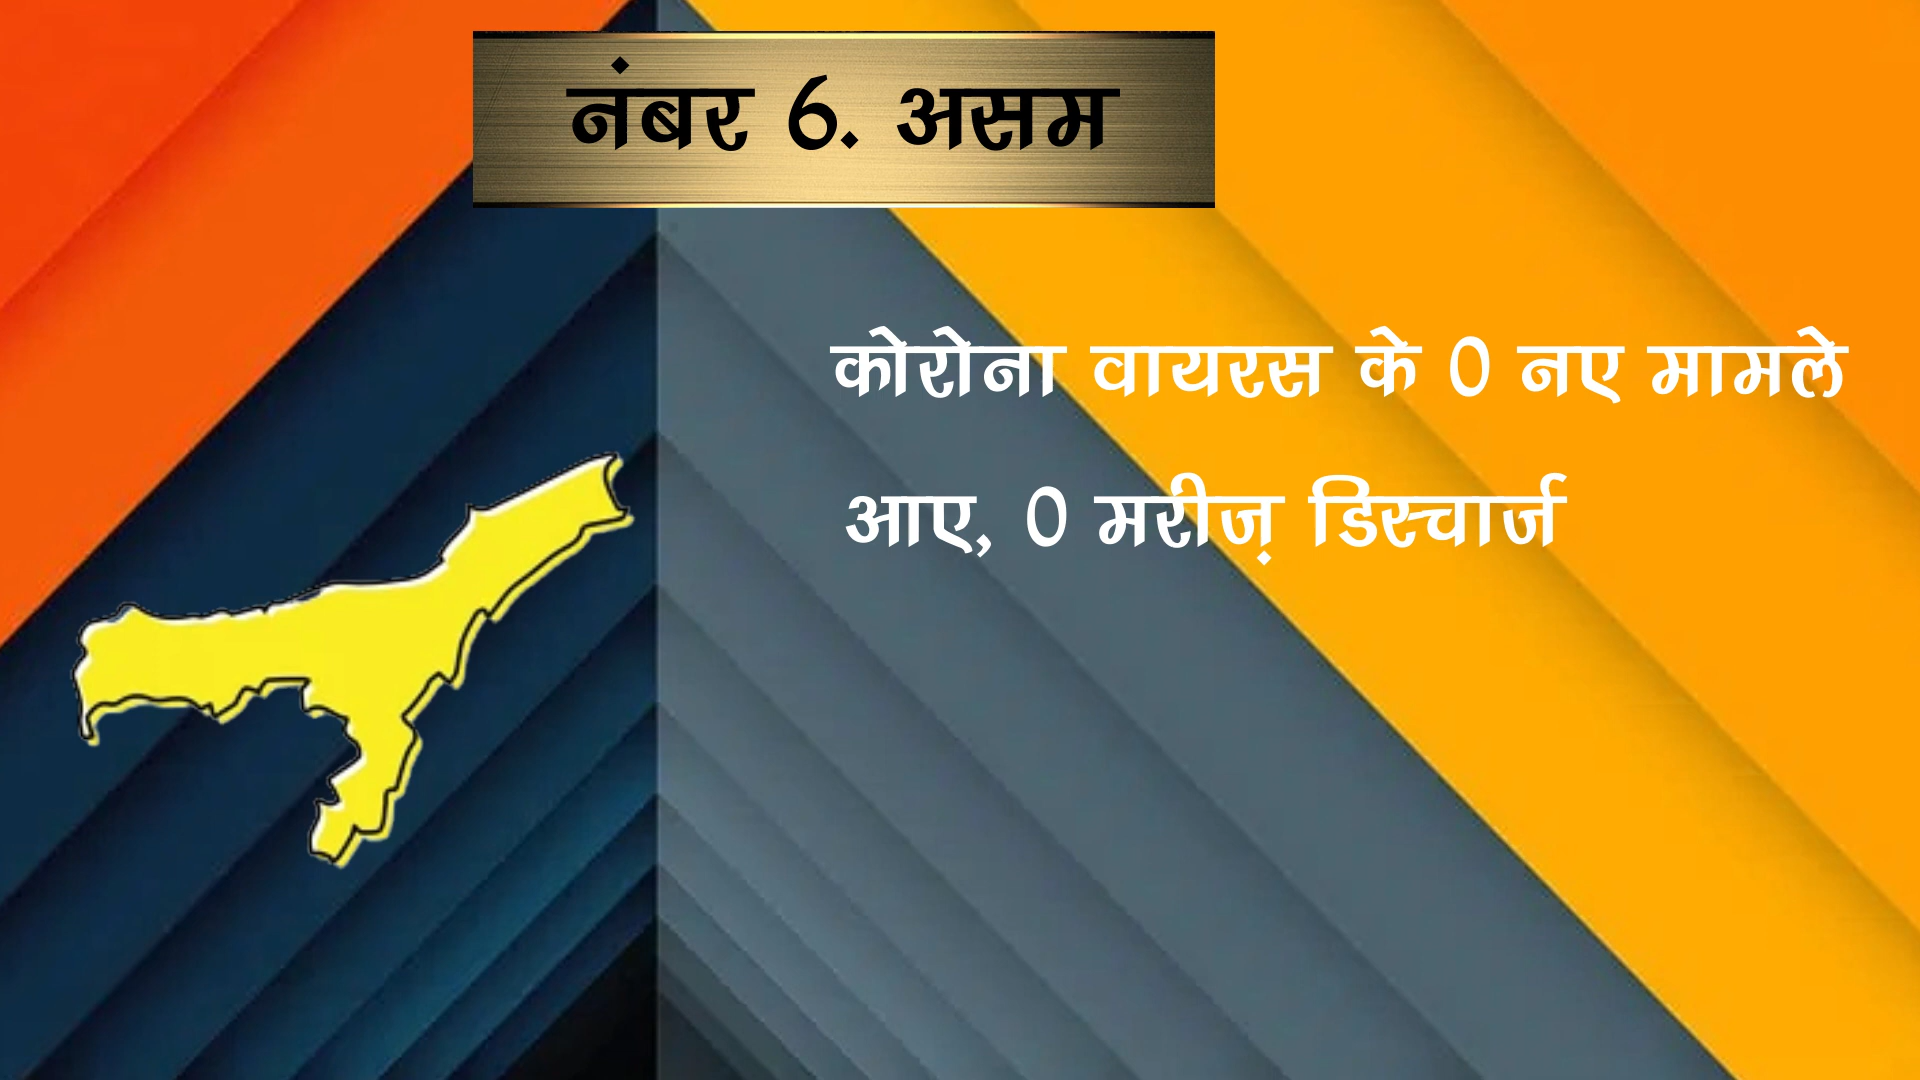 नंबर 6. असम
कोरोना वायरस के 0 नए मामले
आए, 0 मरीज़ डिस्चार्ज